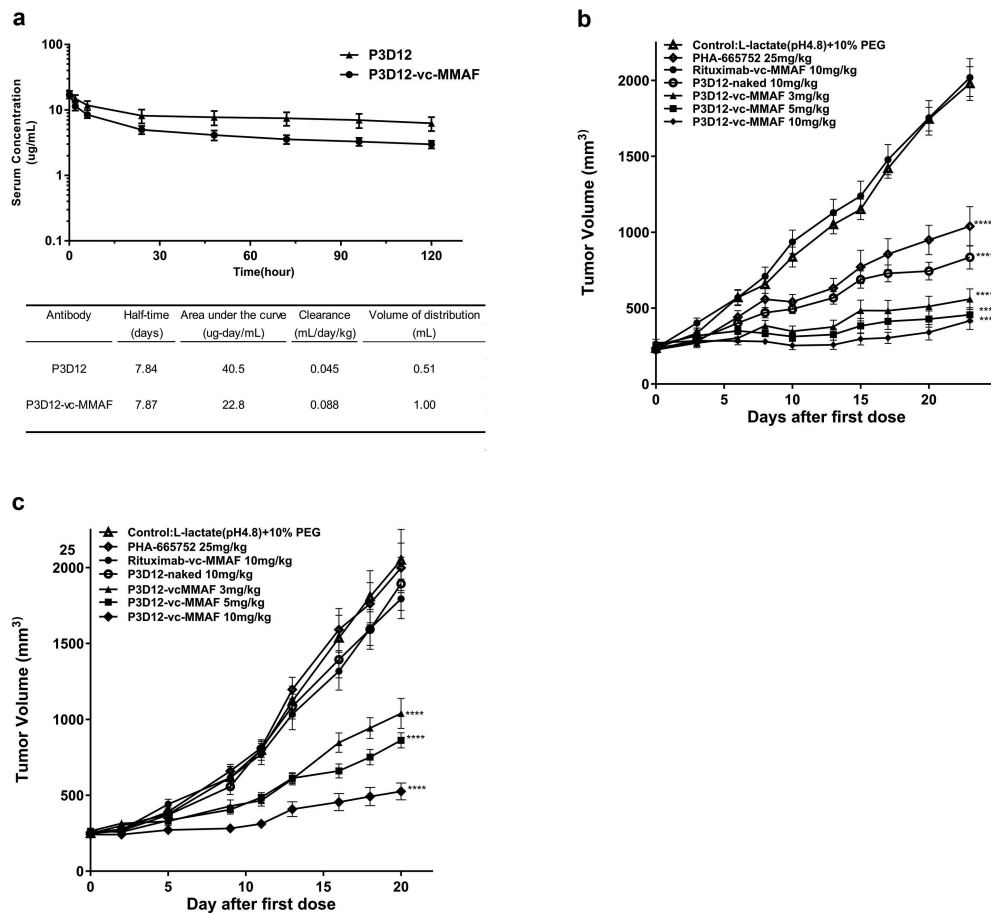 a
100
10
1
0.1
Serum Concentration
(ug/mL)
P3D12
P3D12-vc-MMAF
0 24 48 72 96 120
Time(hour)
Antibody Half-time Area under the curve Clearance Volume of distribution
(days) (ug-day/mL) (mL/day/kg) (mL)
P3D12 7.84 40.5 0.045 0.51
P3D12-vc-MMAF 7.87 22.8 0.088 1.00
b
Control:L-lactate(pH4.8)+10% PEG
PHA-665752 25mg/kg
Rituximab-vc-MMAF 10mg/kg
P3D12-naked 10mg/kg
P3D12-vc-MMAF 3mg/kg
P3D12-vc-MMAF 5mg/kg
P3D12-vc-MMAF 10mg/kg
2000
1500
1000
500
0
Tumor Volume (mm³)
****
****
****
0 5 10 15 20
Days after first dose
c
Control:L-lactate(pH4.8)+10% PEG
PHA-665752 25mg/kg
Rituximab-vc-MMAF 10mg/kg
P3D12-naked 10mg/kg
P3D12-vcMMAF 3mg/kg
P3D12-vc-MMAF 5mg/kg
P3D12-vc-MMAF 10mg/kg
25
2000
1500
1000
500
0
Tumor Volume (mm³)
****
****
****
0 5 10 15 20
Day after first dose